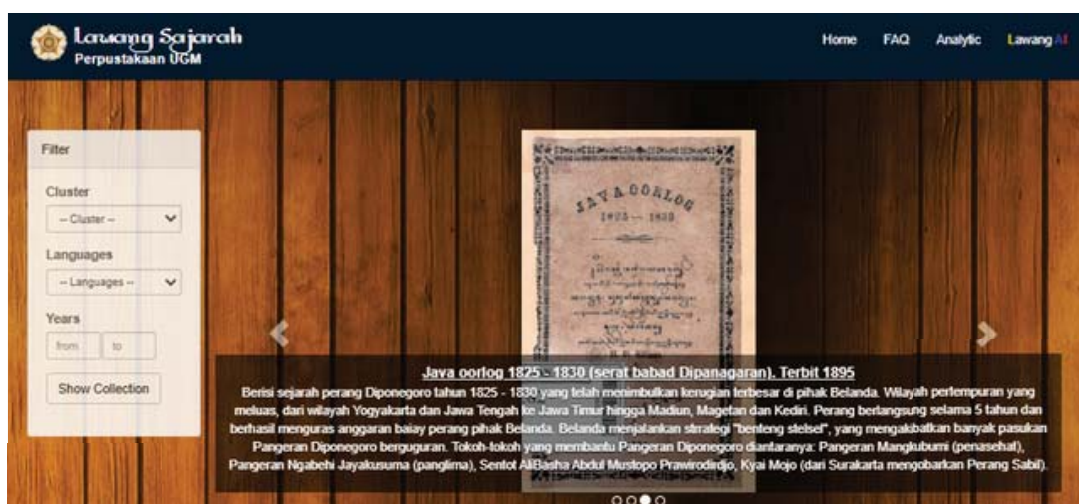 Lawang Sajarah
Perpustakaan UGM
Home FAQ Analytic Lawang AI
Filter
Cluster
-- Cluster --
Languages
-- Languages --
Years
from to
Show Collection
JAVA OORLOG
1825 — 1830
Java oorlog 1825 - 1830 (serat babad Dipanagaran). Terbit 1895
Berisi sejarah perang Diponegoro tahun 1825 - 1830 yang telah menimbulkan kerugian terbesar di pihak Belanda. Wilayah pertempuran yang
meluas, dari wilayah Yogyakarta dan Jawa Tengah ke Jawa Timur hingga Madiun, Magetan dan Kediri. Perang berlangsung selama 5 tahun dan
berhasil menguras anggaran baiay perang pihak Belanda. Belanda menjalankan strrategi "benteng stelsel", yang mengakibatkan banyak pasukan
Pangeran Diponegoro berguguran. Tokoh-tokoh yang membantu Pangeran Diponegoro diantaranya: Pangeran Mangkubumi (penasehat),
Pangeran Ngabehi Jayakusuma (panglima), Sentot AliBasha Abdul Mustopo Prawirodirdjo, Kyai Mojo (dari Surakarta mengobarkan Perang Sabil).